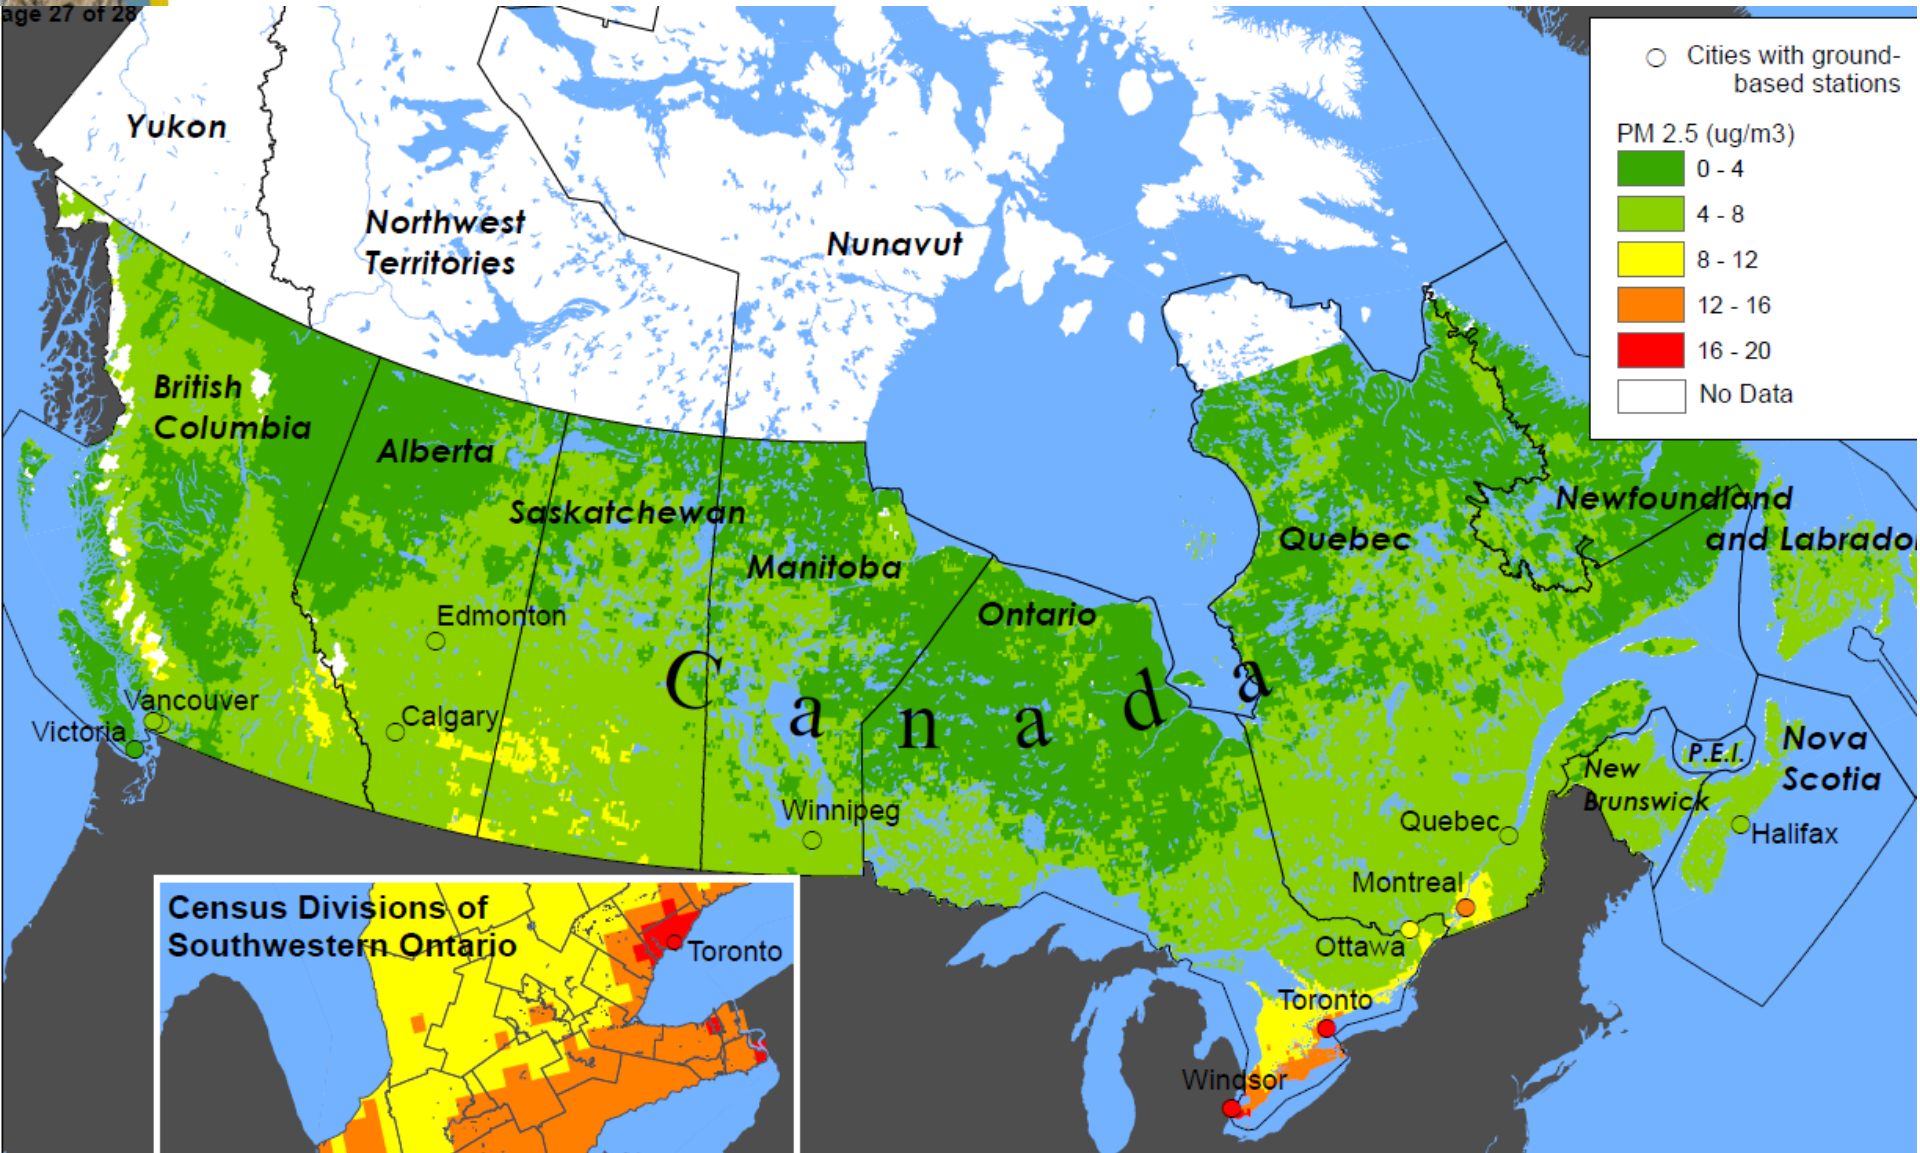 age 27 of 28
Cities with ground-
based stations
PM 2.5 (ug/m3)
0 - 4
4 - 8
8 - 12
12 - 16
16 - 20
No Data
Yukon
Northwest
Territories
Nunavut
British
Columbia
Alberta
Saskatchewan
Manitoba
Ontario
Quebec
Newfoundland
and Labrador
Edmonton
Canada
Vancouver
Victoria
Calgary
Winnipeg
New
Brunswick
P.E.I.
Nova
Scotia
Quebec
Halifax
Montreal
Ottawa
Toronto
Windsor
Census Divisions of
Southwestern Ontario
Toronto